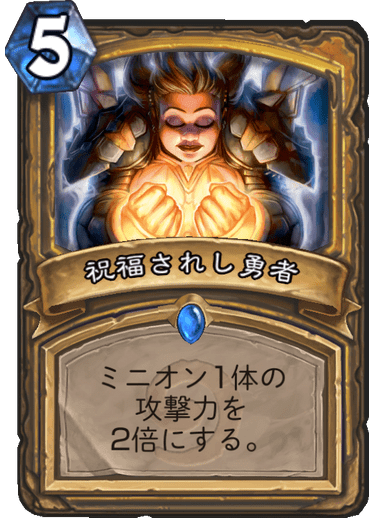 5
祝福されし勇者
ミニオン1体の
攻撃力を
2倍にする。